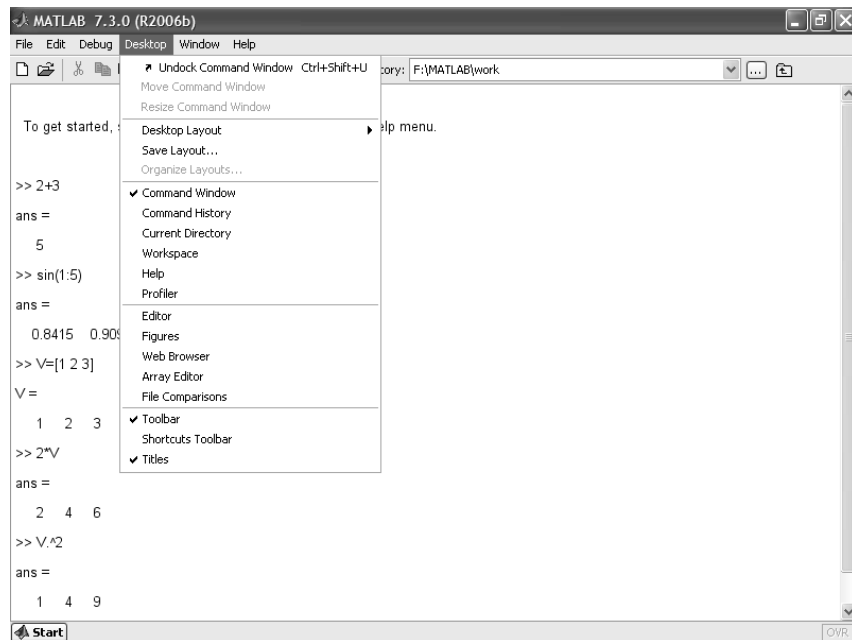 MATLAB 7.3.0 (R2006b)
File Edit Debug Desktop Window Help
Undock Command Window Ctrl+Shift+U
Move Command Window
Resize Command Window
Desktop Layout
Save Layout...
Organize Layouts...
Command Window
Command History
Current Directory
Workspace
Help
Profiler
Editor
Figures
Web Browser
Array Editor
File Comparisons
Toolbar
Shortcuts Toolbar
Titles
F:\MATLAB\work
...
To get started, menu.
>> 2+3
ans =
5
>> sin(1:5)
ans =
0.8415
>> V=[1 2 3]
V =
1 2 3
>> 2*V
ans =
2 4 6
>> V.^2
ans =
1 4 9
Start
OVR